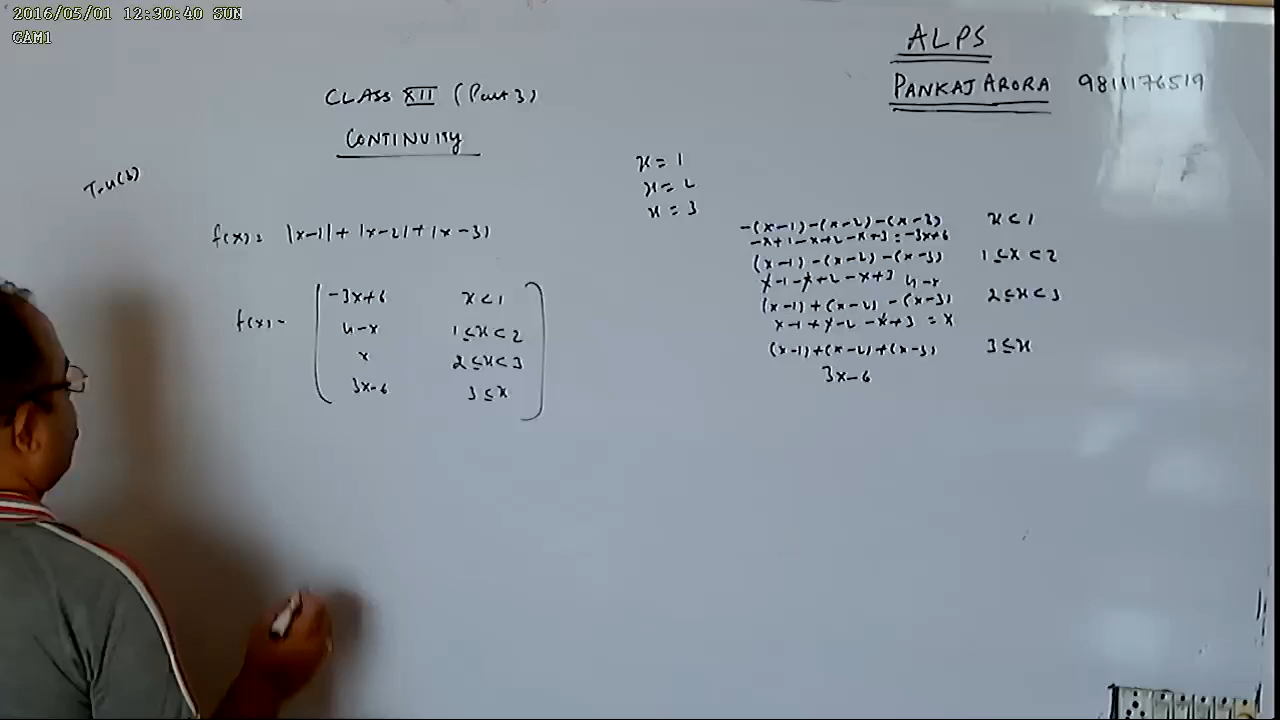 2016/05/01 12:30:40 SUN
CAM1
ALPS
PANKAJ ARORA 9811176519
CLASS XII (Part 3)
CONTINUITY
x = 1
x = 2
x = 3
f(x) = |x-1| + |x-2| + |x-3|
f(x) =
-3x+6 x<1
4-x 1≤x<2
x 2≤x<3
3x-6 3≤x
-(x-1)-(x-2)-(x-3) x<1
-x+1-x+2-x+3 = -3x+6
(x-1)-(x-2)-(x-3) 1≤x<2
x-1-x+2-x+3 4-x
(x-1)+(x-2)-(x-3) 2≤x<3
x-1+x-2-x+3 = x
(x-1)+(x-2)+(x-3) 3≤x
3x-6